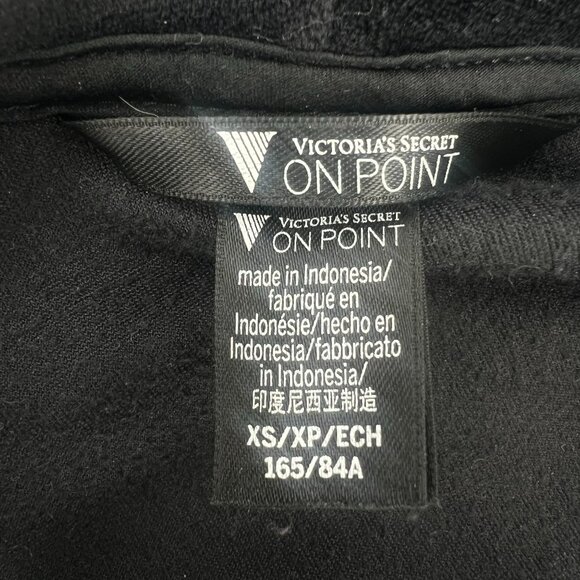 VICTORIA'S SECRET
ON POINT
VICTORIA'S SECRET
ON POINT
made in Indonesia/
fabriqué en
Indonésie/hecho en
Indonesia/fabbricato
in Indonesia/
印度尼西亚制造
XS/XP/ECH
165/84A